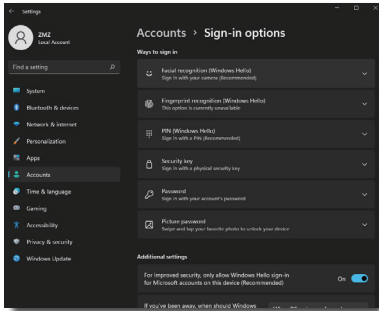 Settings
ZMZ
Local Account
Find a setting
System
Bluetooth & devices
Network & internet
Personalization
Apps
Accounts
Time & language
Gaming
Accessibility
Privacy & security
Windows Update
Accounts > Sign-in options
Ways to sign in
Facial recognition (Windows Hello)
Sign in with your camera (Recommended)
Fingerprint recognition (Windows Hello)
This option is currently unavailable
PIN (Windows Hello)
Sign in with a PIN (Recommended)
Security key
Sign in with a physical security key
Password
Sign in with your account's password
Picture password
Swipe and tap your favorite photo to unlock your device
Additional settings
For improved security, only allow Windows Hello sign-in
for Microsoft accounts on this device (Recommended)
On
If you've been away, when should Windows